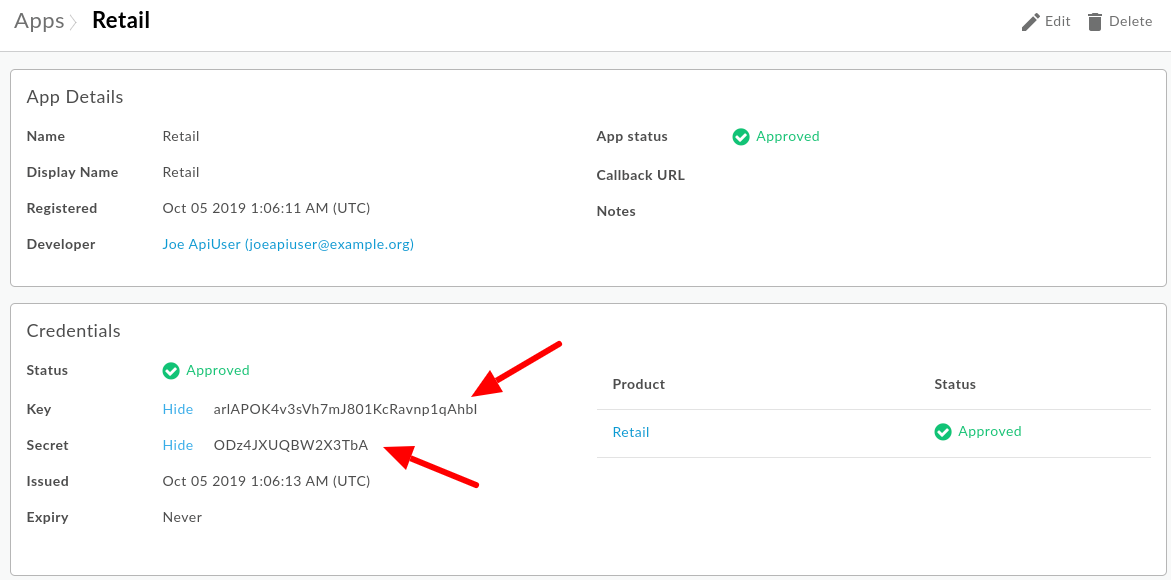 Apps Retail Edit Delete
App Details
Name Retail App status Approved
Display Name Retail Callback URL
Registered Oct 05 2019 1:06:11 AM (UTC) Notes
Developer Joe ApiUser (joeapiuser@example.org)
Credentials
Status Approved Product Status
Key Hide arlAPOK4v3sVh7mJ801KcRavnp1qAhbl
Retail Approved
Secret Hide ODz4JXUQBW2X3TbA
Issued Oct 05 2019 1:06:13 AM (UTC)
Expiry Never